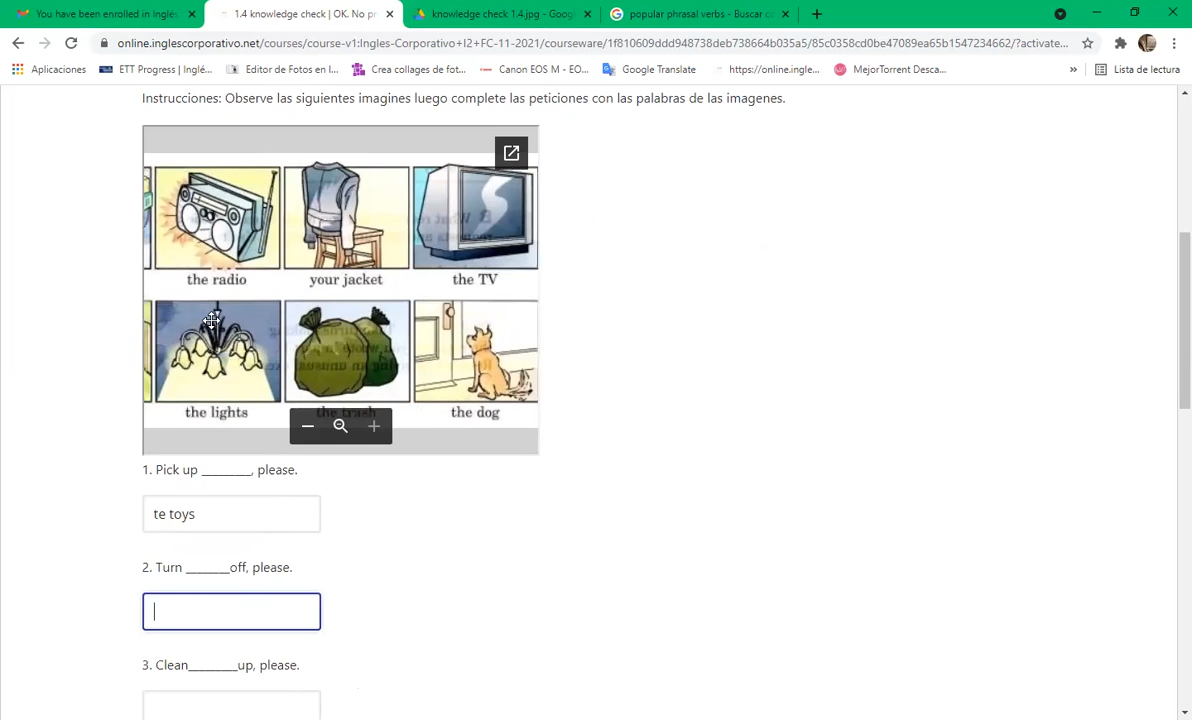 You have been enrolled in Inglés
1.4 knowledge check | OK. No pr
knowledge check 1.4.jpg - Goog
popular phrasal verbs - Buscar c
online.inglescorporativo.net/courses/course-v1:Ingles-Corporativo+I2+FC-11-2021/courseware/1f810609ddd948738deb738664b035a5/85c0358cd0be47089ea65b1547234662/?activate...
Aplicaciones
ETT Progress | Inglé...
Editor de Fotos en l...
Crea collages de fot...
Canon EOS M - EO...
Google Translate
https://online.ingle...
MejorTorrent Desca...
»
Lista de lectura
Instrucciones: Observe las siguientes imagines luego complete las peticiones con las palabras de las imagenes.
the radio
your jacket
the TV
the lights
the trash
the dog
1. Pick up ________, please.
te toys
2. Turn _______off, please.
3. Clean________up, please.